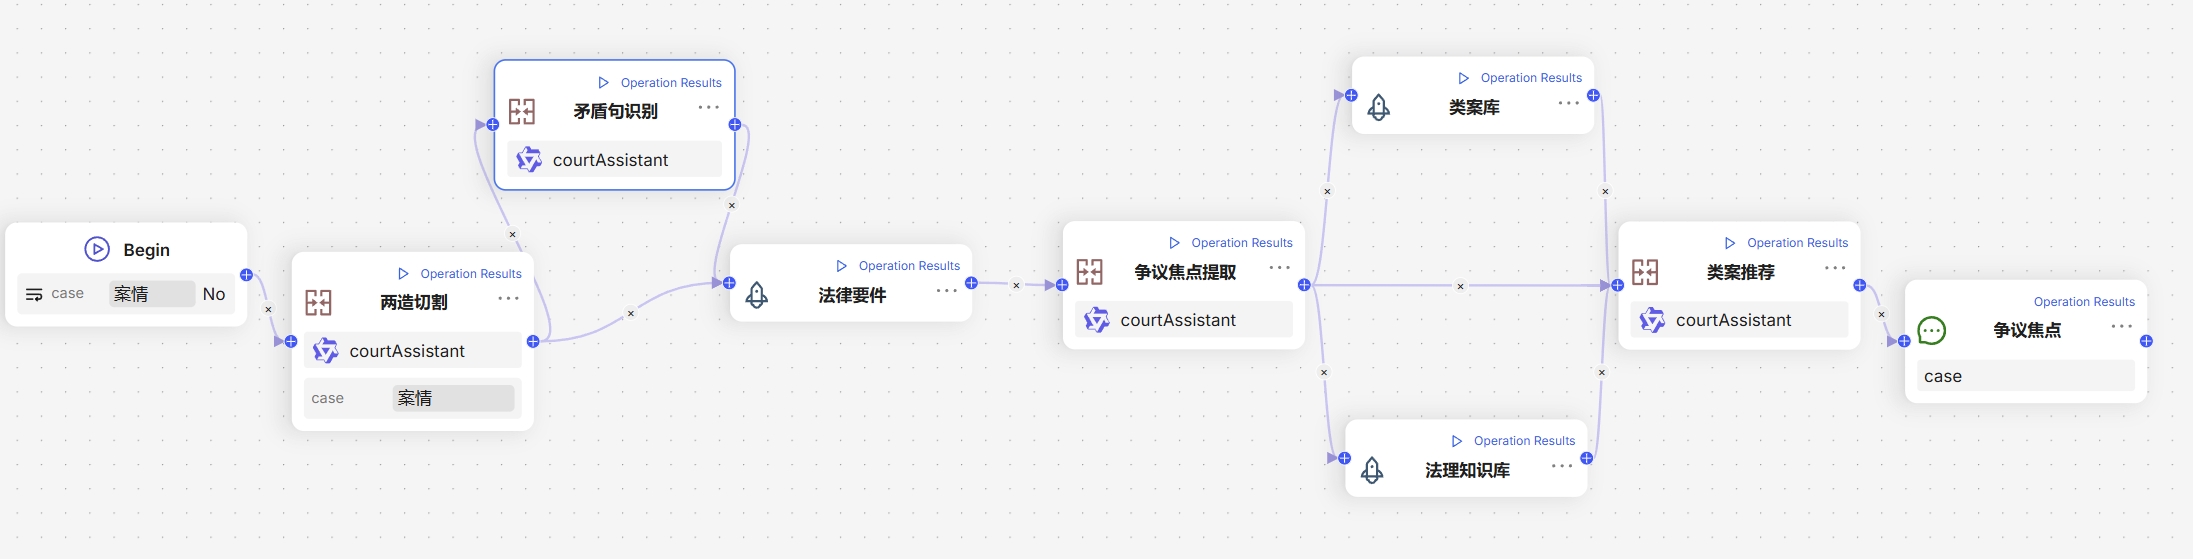 Begin
case 案情 No
Operation Results
两造切割
courtAssistant
case 案情
Operation Results
矛盾句识别
courtAssistant
Operation Results
法律要件
Operation Results
争议焦点提取
courtAssistant
Operation Results
类案库
Operation Results
法理知识库
Operation Results
类案推荐
courtAssistant
Operation Results
争议焦点
case